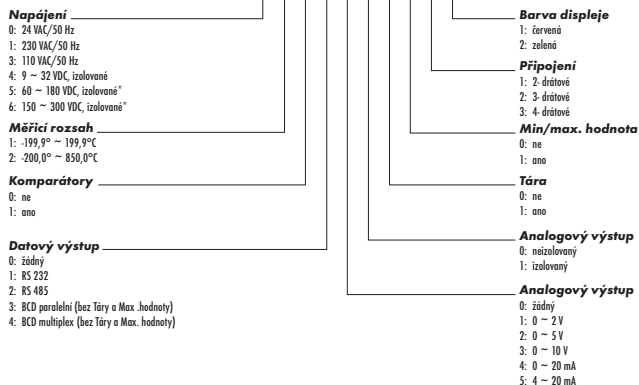 Napájení
0: 24 VAC/50 Hz
1: 230 VAC/50 Hz
3: 110 VAC/50 Hz
4: 9 ~ 32 VDC, izolované
5: 60 ~ 180 VDC, izolované*
6: 150 ~ 300 VDC, izolované*
Měřicí rozsah
1: -199,9° ~ 199,9°C
2: -200,0° ~ 850,0°C
Komparátory
0: ne
1: ano
Datový výstup
0: žádný
1: RS 232
2: RS 485
3: BCD paralelní (bez Táry a Max .hodnoty)
4: BCD multiplex (bez Táry a Max. hodnoty)
Barva displeje
1: červená
2: zelená
Připojení
1: 2- drátové
2: 3- drátové
3: 4- drátové
Min/max. hodnota
0: ne
1: ano
Tára
0: ne
1: ano
Analogový výstup
0: neizolovaný
1: izolovaný
Analogový výstup
0: žádný
1: 0 ~ 2 V
2: 0 ~ 5 V
3: 0 ~ 10 V
4: 0 ~ 20 mA
5: 4 ~ 20 mA